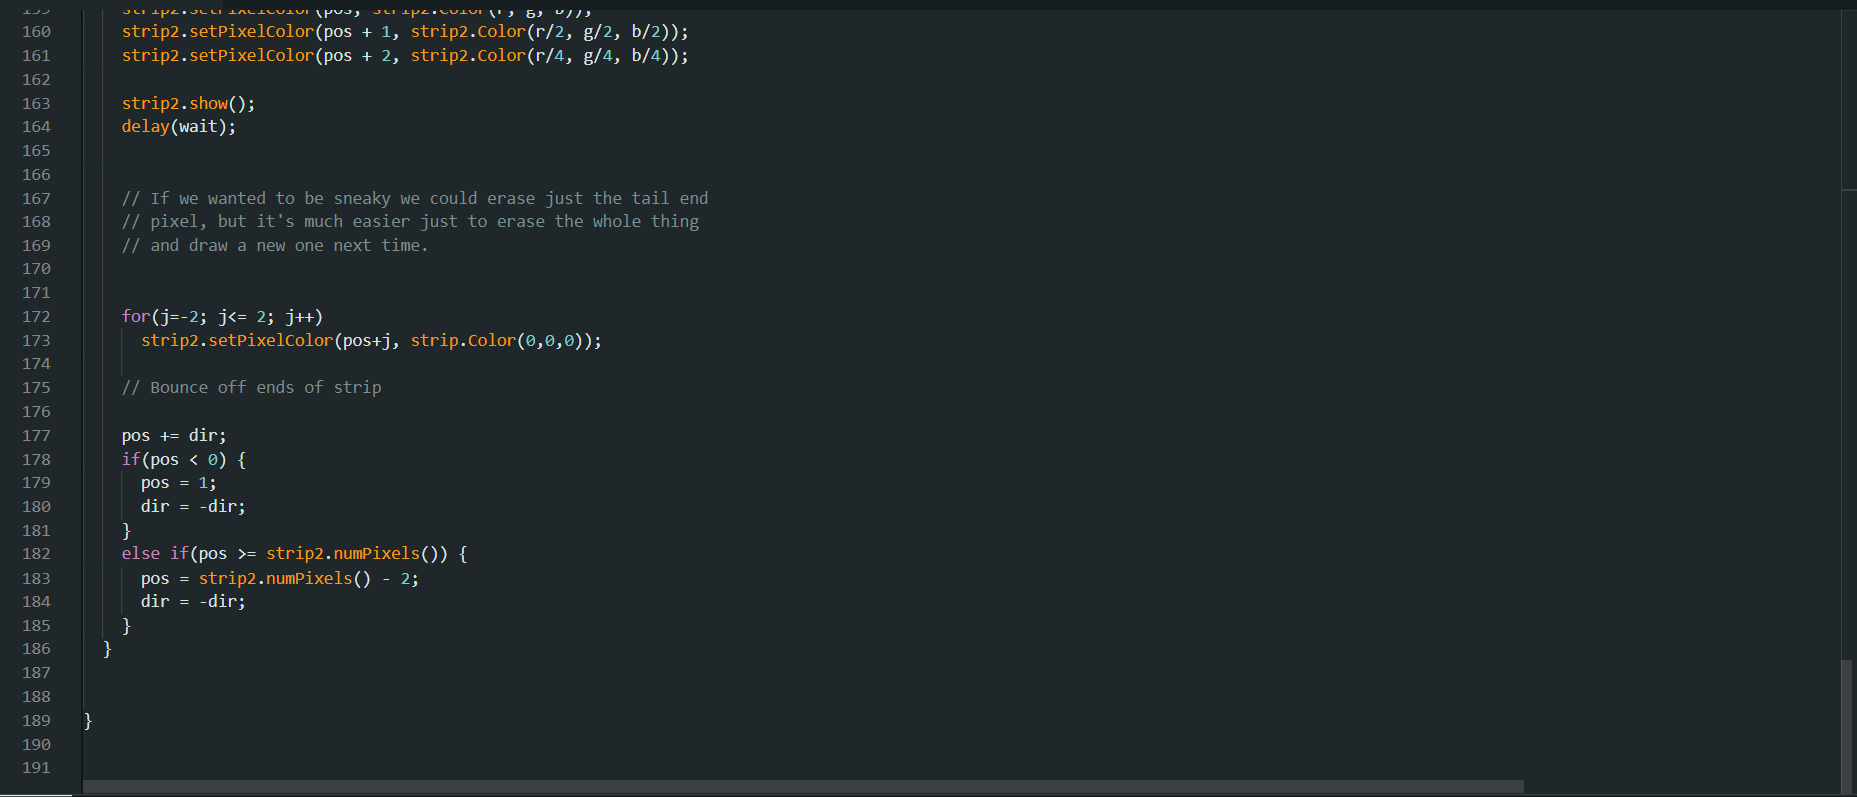 159 strip2.setPixelColor(pos, strip2.Color(r, g, b));
160 strip2.setPixelColor(pos + 1, strip2.Color(r/2, g/2, b/2));
161 strip2.setPixelColor(pos + 2, strip2.Color(r/4, g/4, b/4));
162
163 strip2.show();
164 delay(wait);
165
166
167 // If we wanted to be sneaky we could erase just the tail end
168 // pixel, but it's much easier just to erase the whole thing
169 // and draw a new one next time.
170
171
172 for(j=-2; j<= 2; j++)
173 strip2.setPixelColor(pos+j, strip.Color(0,0,0));
174
175 // Bounce off ends of strip
176
177 pos += dir;
178 if(pos < 0) {
179 pos = 1;
180 dir = -dir;
181 }
182 else if(pos >= strip2.numPixels()) {
183 pos = strip2.numPixels() - 2;
184 dir = -dir;
185 }
186 }
187
188
189 }
190
191